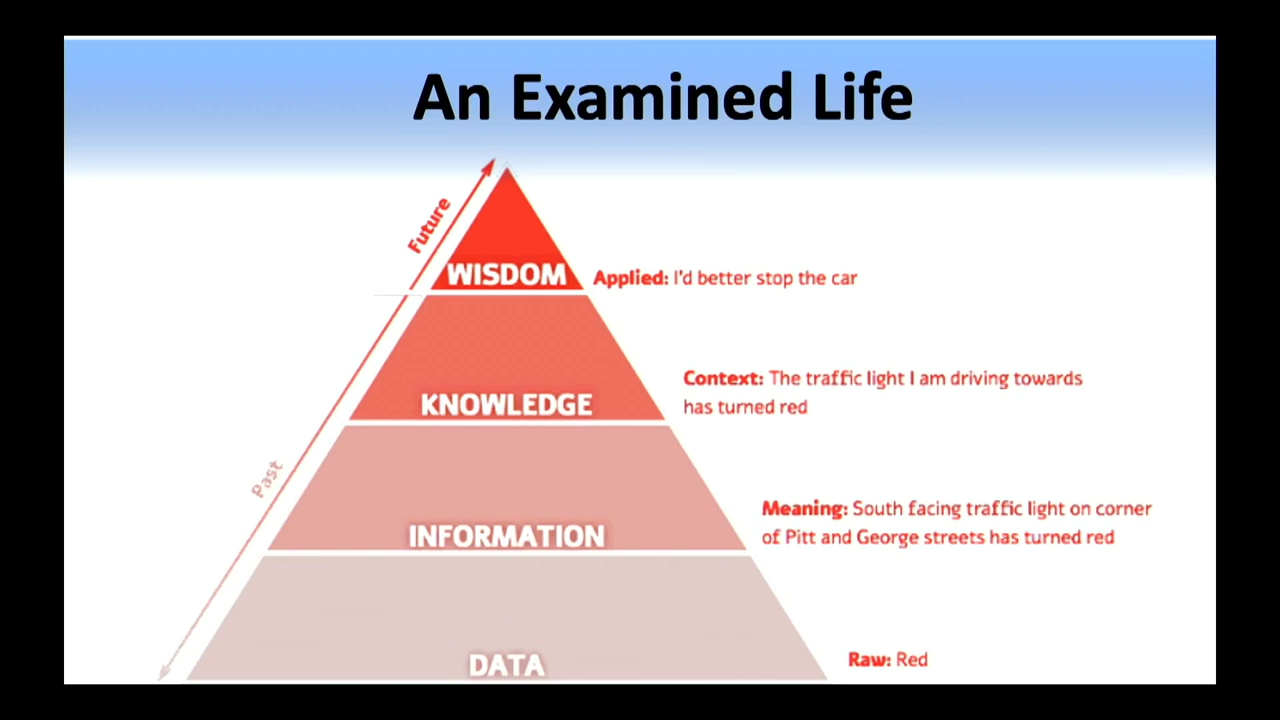 An Examined Life
Future
WISDOM
Applied: I'd better stop the car
Context: The traffic light I am driving towards
has turned red
KNOWLEDGE
Past
Meaning: South facing traffic light on corner
of Pitt and George streets has turned red
INFORMATION
Raw: Red
DATA